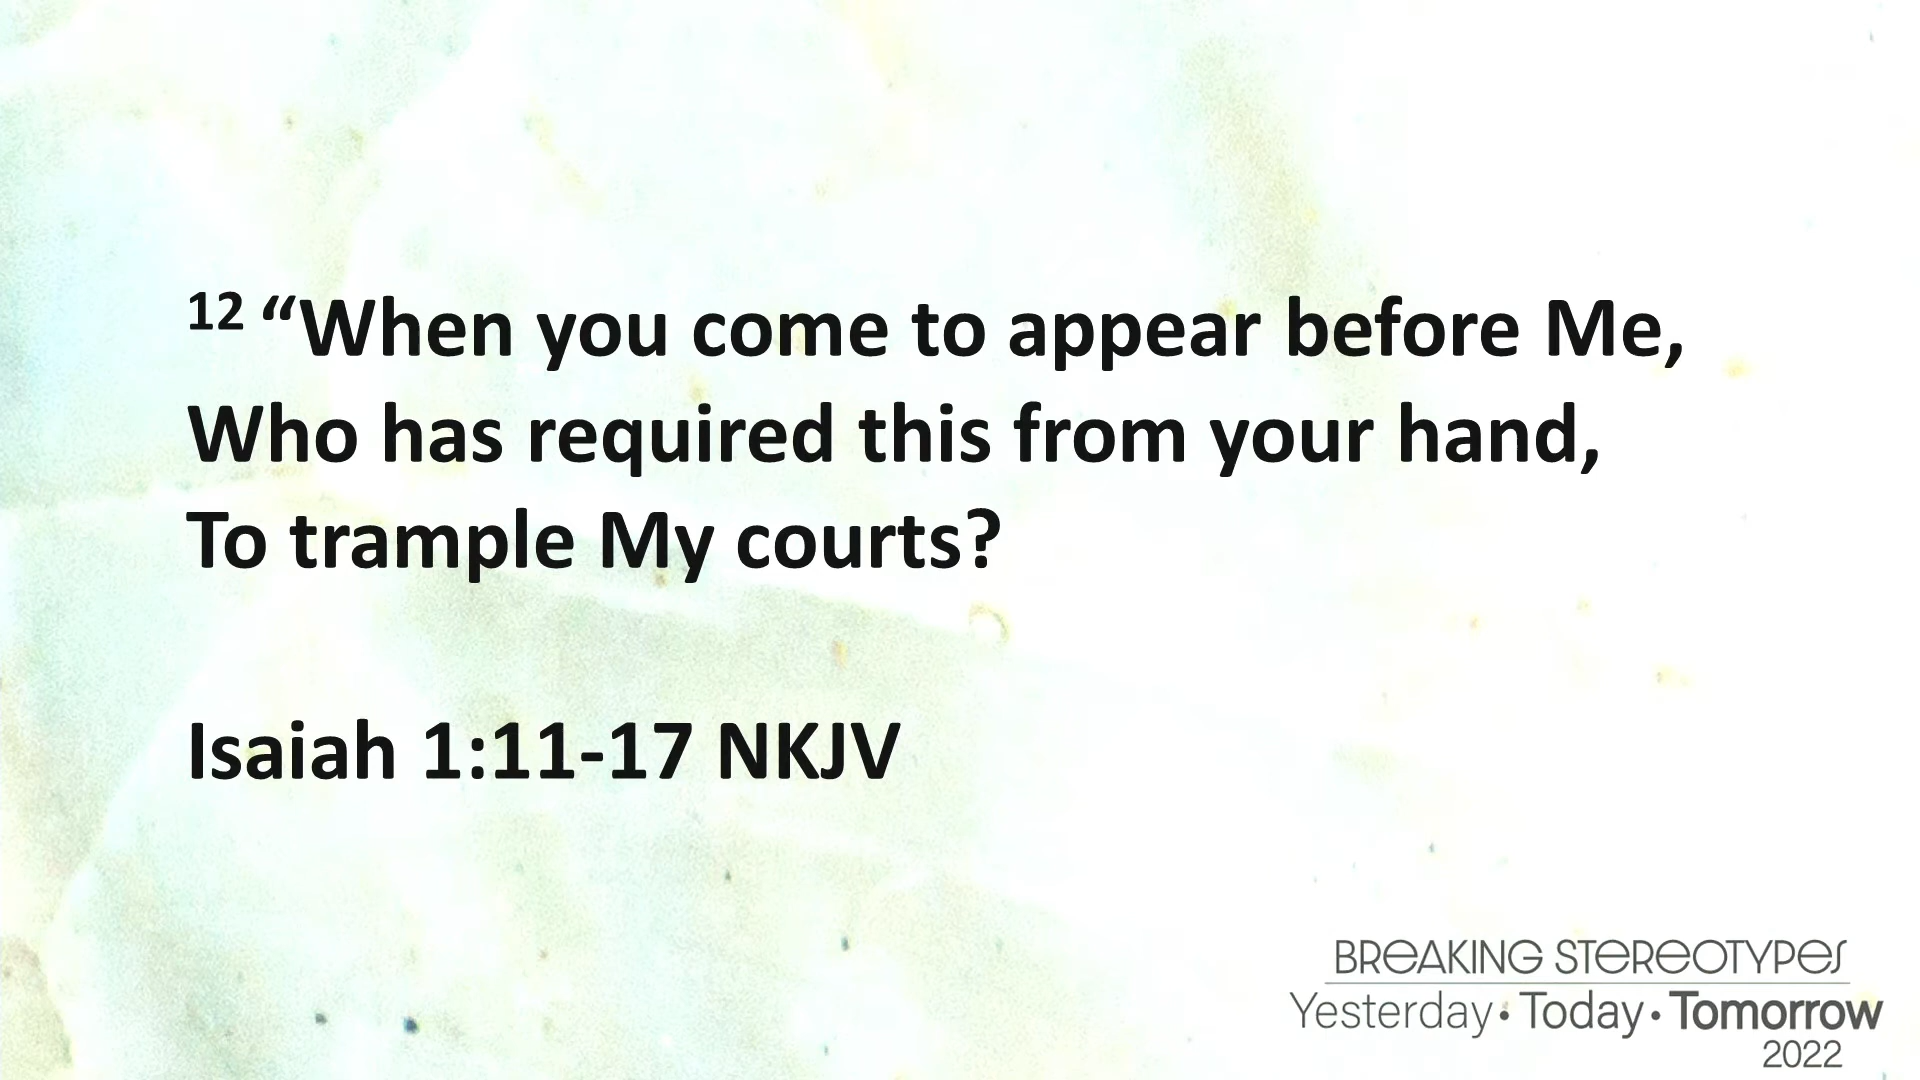 12 “When you come to appear before Me,
Who has required this from your hand,
To trample My courts?
Isaiah 1:11-17 NKJV
BREAKING STEREOTYPES
Yesterday • Today • Tomorrow
2022